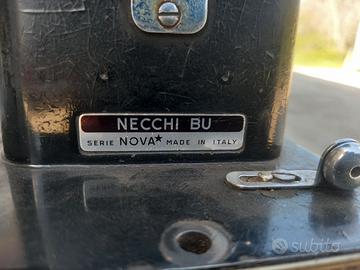 NECCHI BU
SERIE NOVA★ MADE IN ITALY
subito